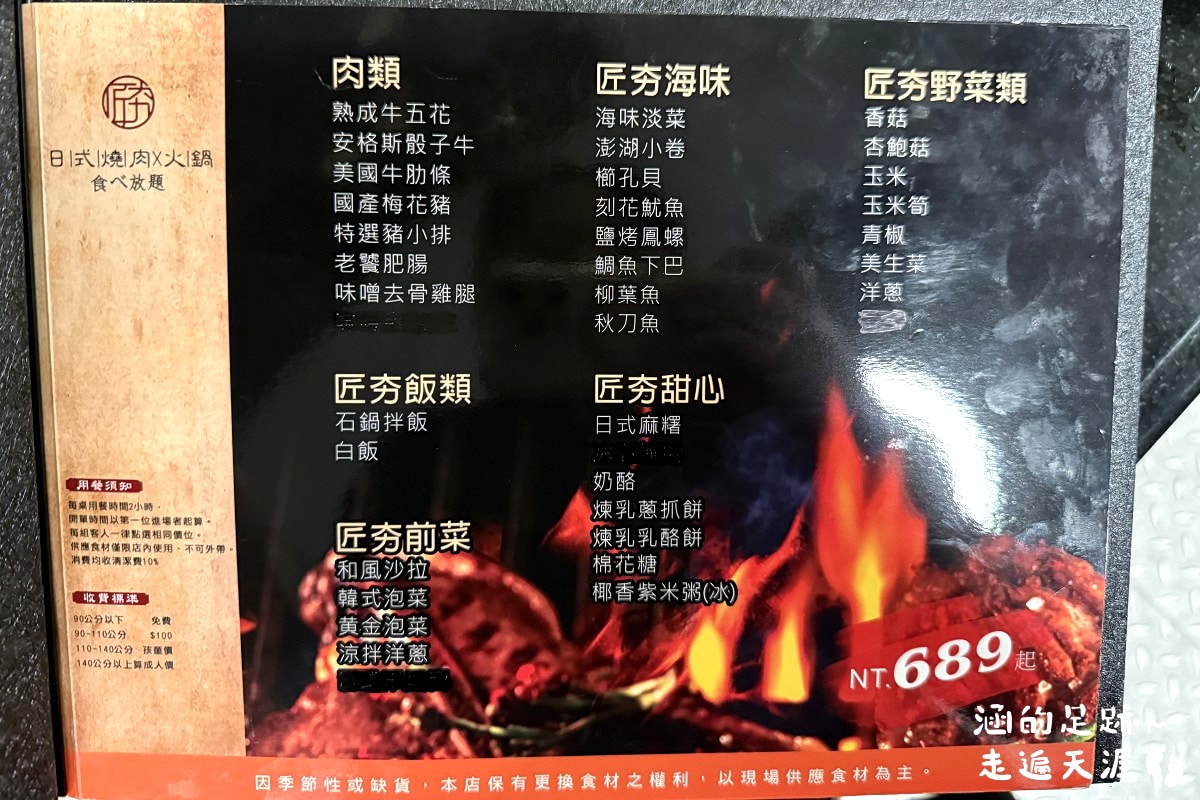 匠夯
日式燒肉X火鍋
食べ放題
用餐須知
每桌用餐時間2小時，
開單時間以第一位進場者起算。
每組客人一律點選相同價位。
供應食材僅限店內使用，不可外帶。
消費均收清潔費10%
收費標準
90公分以下 免費
90-110公分 $100
110-140公分 孩童價
140公分以上算成人價
肉類
熟成牛五花
安格斯骰子牛
美國牛肋條
國產梅花豬
特選豬小排
老饕肥腸
味噌去骨雞腿
匠夯飯類
石鍋拌飯
白飯
匠夯前菜
和風沙拉
韓式泡菜
黄金泡菜
涼拌洋蔥
匠夯海味
海味淡菜
澎湖小卷
櫛孔貝
刻花魷魚
鹽烤鳳螺
鯛魚下巴
柳葉魚
秋刀魚
匠夯甜心
日式麻糬
奶酪
煉乳蔥抓餅
煉乳乳酪餅
棉花糖
椰香紫米粥(冰)
匠夯野菜類
香菇
杏鮑菇
玉米
玉米筍
青椒
美生菜
洋蔥
NT.689起
因季節性或缺貨，本店保有更換食材之權利，以現場供應食材為主。
涵的足跡~
走遍天涯